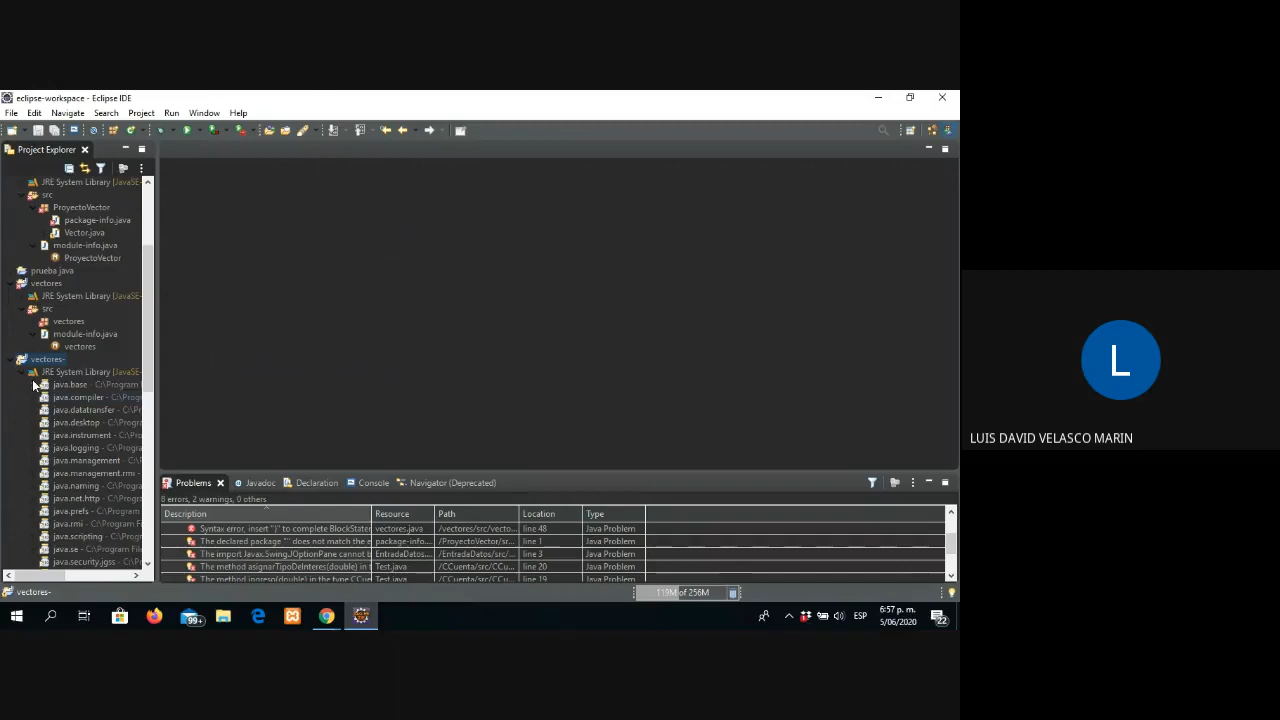 eclipse-workspace - Eclipse IDE
File Edit Navigate Search Project Run Window Help
Project Explorer
JRE System Library [JavaSE-
src
ProyectoVector
package-info.java
Vector.java
module-info.java
ProyectoVector
prueba java
vectores
JRE System Library [JavaSE-
src
vectores
module-info.java
vectores
vectores-
JRE System Library [JavaSE-
java.base - C:\Program
java.compiler - C:\Prog
java.datatransfer - C:\P
java.desktop - C:\Prog
java.instrument - C:\Pr
java.logging - C:\Progr
java.management - C:\P
java.management.rmi -
java.naming - C:\Progr
java.net.http - C:\Prog
java.prefs - C:\Progra
java.rmi - C:\Program F
java.scripting - C:\Prog
java.se - C:\Program File
java.security.jgss - C:\P
vectores-
Problems Javadoc Declaration Console Navigator (Deprecated)
8 errors, 2 warnings, 0 others
Description Resource Path Location Type
Syntax error, insert "}" to complete BlockStater vectores.java /vectores/src/vecto... line 48 Java Problem
The declared package "" does not match the e package-info... /ProyectoVector/sr... line 1 Java Problem
The import Javax.SwingJOptionPane cannot b EntradaDatos.... /EntradaDatos/src... line 3 Java Problem
The method asignarTipoDeInteres(double) in t Test.java /CCuenta/src/CCu... line 20 Java Problem
The method ingreso(double) in the type CCue Test.java /CCuenta/src/CCu... line 19 Java Problem
119M of 256M
99+
ESP
6:57 p. m.
5/06/2020
22
L
LUIS DAVID VELASCO MARIN